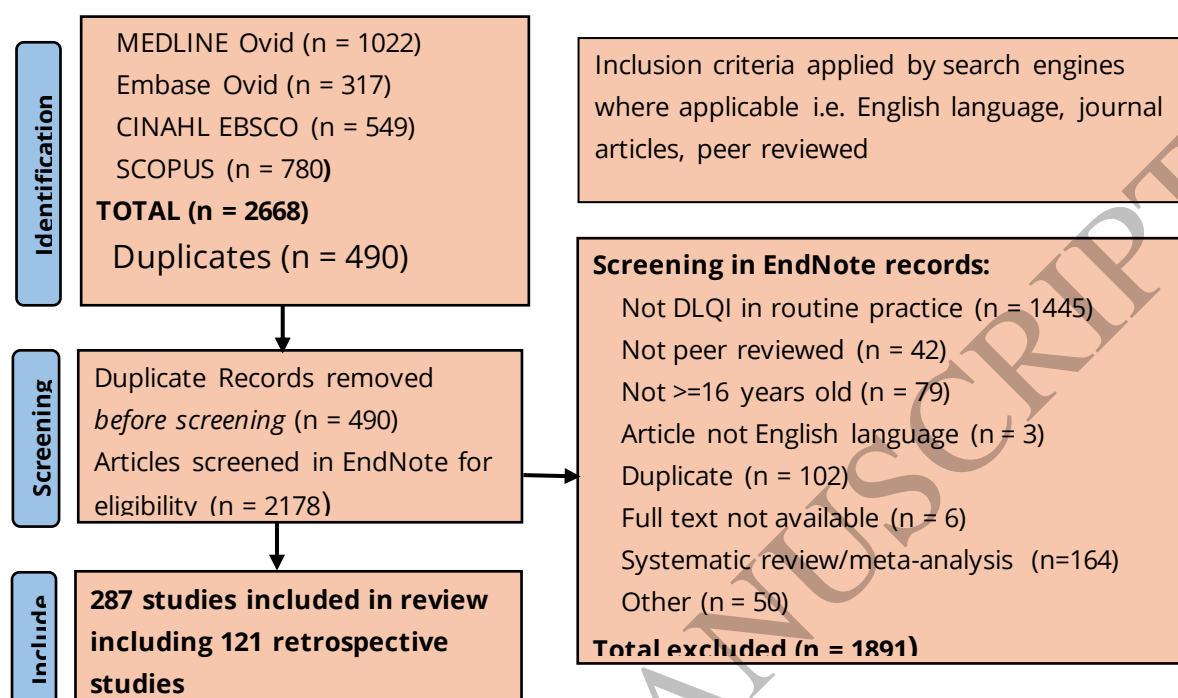 Identification
MEDLINE Ovid (n = 1022)
Embase Ovid (n = 317)
CINAHL EBSCO (n = 549)
SCOPUS (n = 780)
TOTAL (n = 2668)
Duplicates (n = 490)
Inclusion criteria applied by search engines
where applicable i.e. English language, journal
articles, peer reviewed
Screening
Duplicate Records removed
before screening (n = 490)
Articles screened in EndNote for
eligibility (n = 2178)
Screening in EndNote records:
Not DLQI in routine practice (n = 1445)
Not peer reviewed (n = 42)
Not >=16 years old (n = 79)
Article not English language (n = 3)
Duplicate (n = 102)
Full text not available (n = 6)
Systematic review/meta-analysis (n=164)
Other (n = 50)
Total excluded (n = 1891)
Include
287 studies included in review
including 121 retrospective
studies
ANUSCRIPT